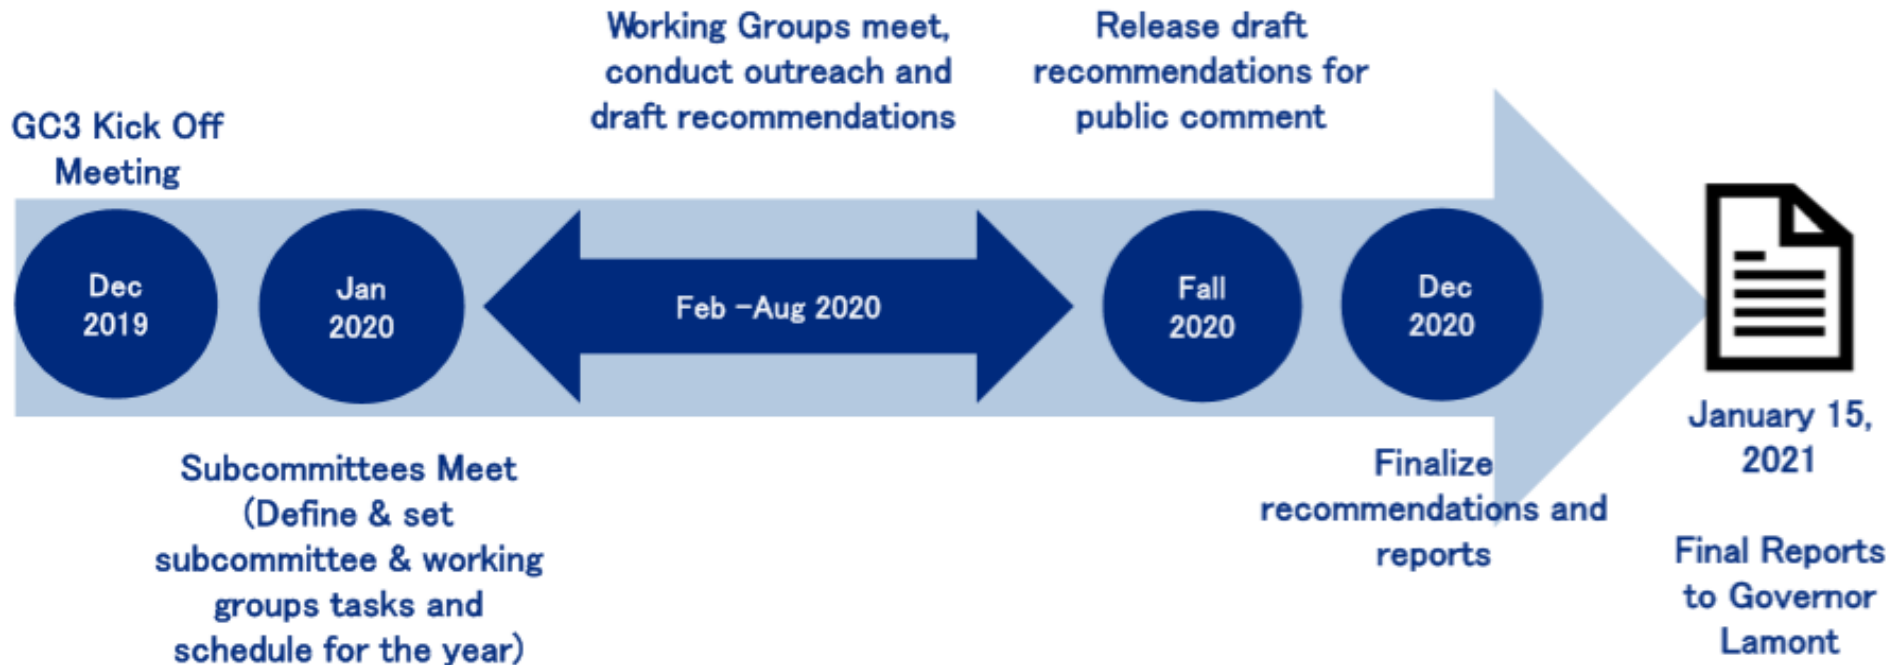 Working Groups meet,
conduct outreach and
draft recommendations
Release draft
recommendations for
public comment
GC3 Kick Off
Meeting
Dec
2019
Jan
2020
Feb -Aug 2020
Fall
2020
Dec
2020
Subcommittees Meet
(Define & set
subcommittee & working
groups tasks and
schedule for the year)
Finalize
recommendations and
reports
January 15,
2021
Final Reports
to Governor
Lamont